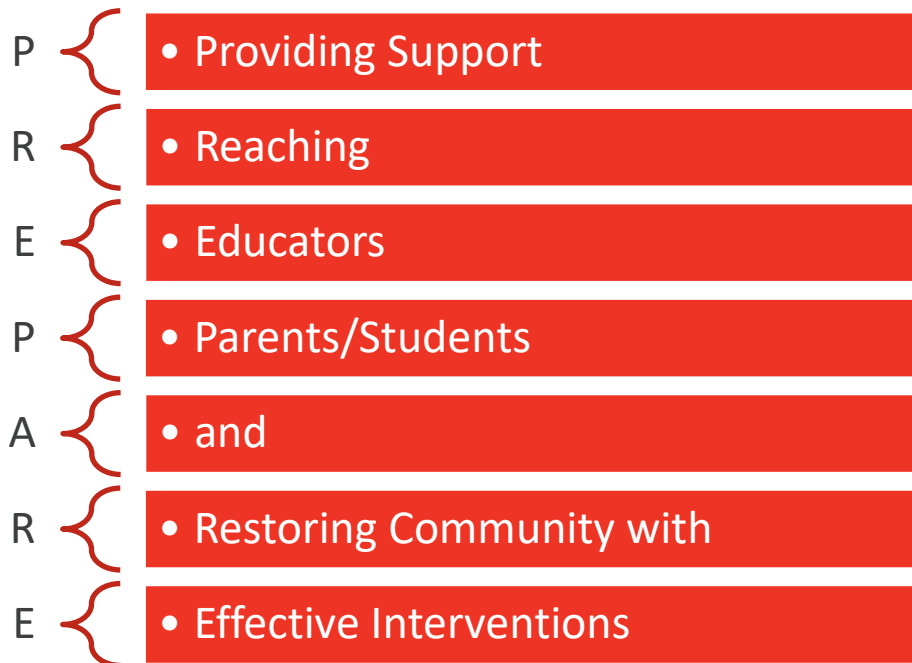 P • Providing Support
R • Reaching
E • Educators
P • Parents/Students
A • and
R • Restoring Community with
E • Effective Interventions